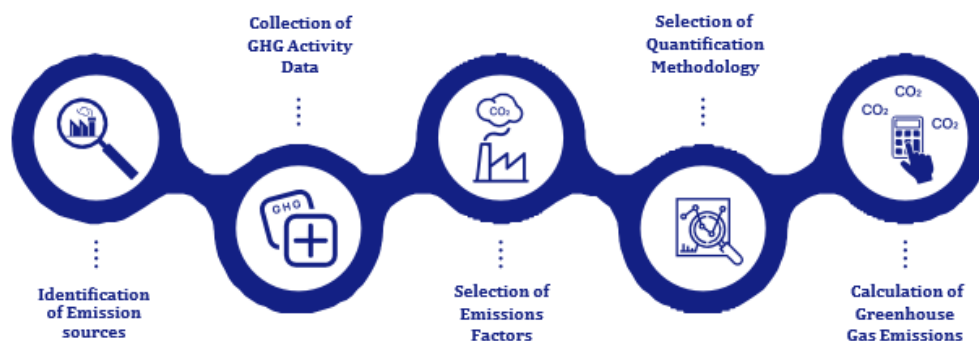 Identification
of Emission
sources
Collection of
GHG Activity
Data
GHG
CO₂
Selection of
Emissions
Factors
Selection of
Quantification
Methodology
CO₂
CO₂
CO₂
Calculation of
Greenhouse
Gas Emissions